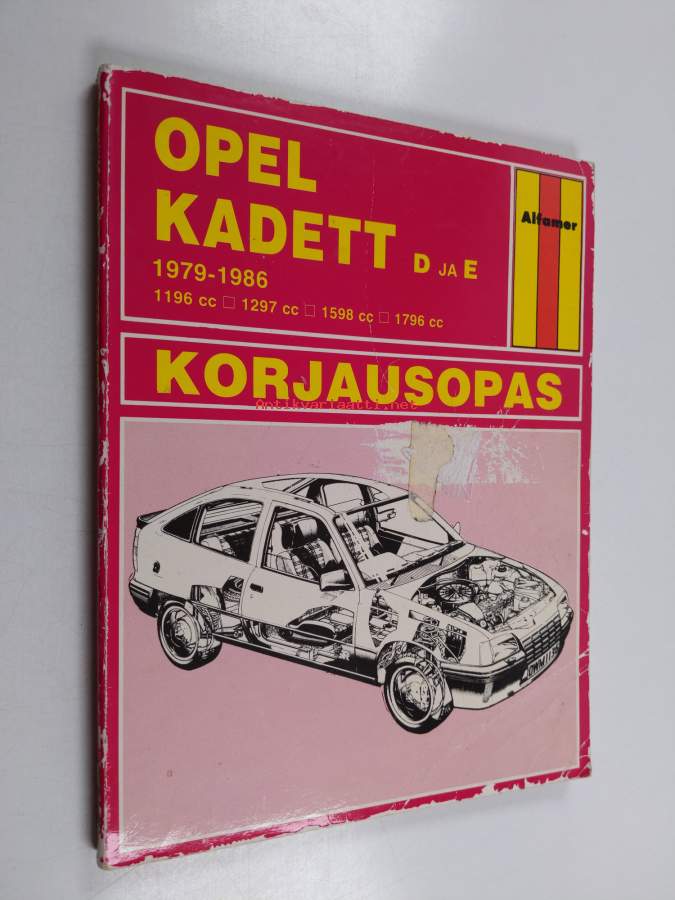 OPEL
KADETT D JA E
1979-1986
1196 cc □ 1297 cc □ 1598 cc □ 1796 cc
Alfamer
KORJAUSOPAS
Antikvariaatti.net